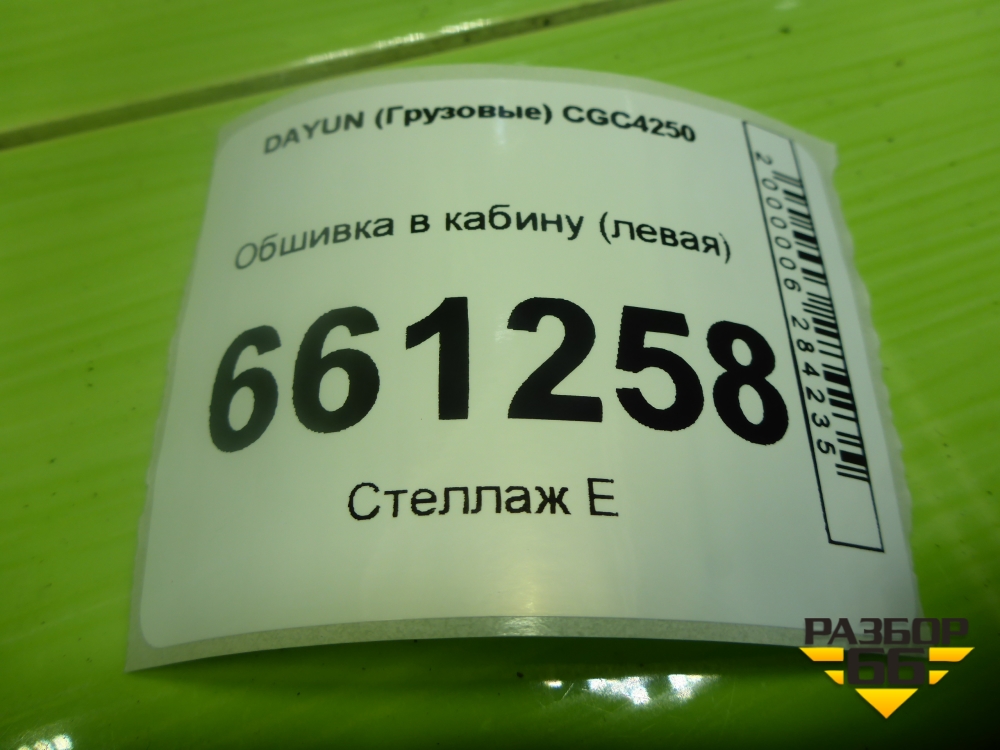 DAYUN (Грузовые) CGC4250
Обшивка в кабину (левая)
661258
Стеллаж Е
2000006284235
РАЗБОР
66